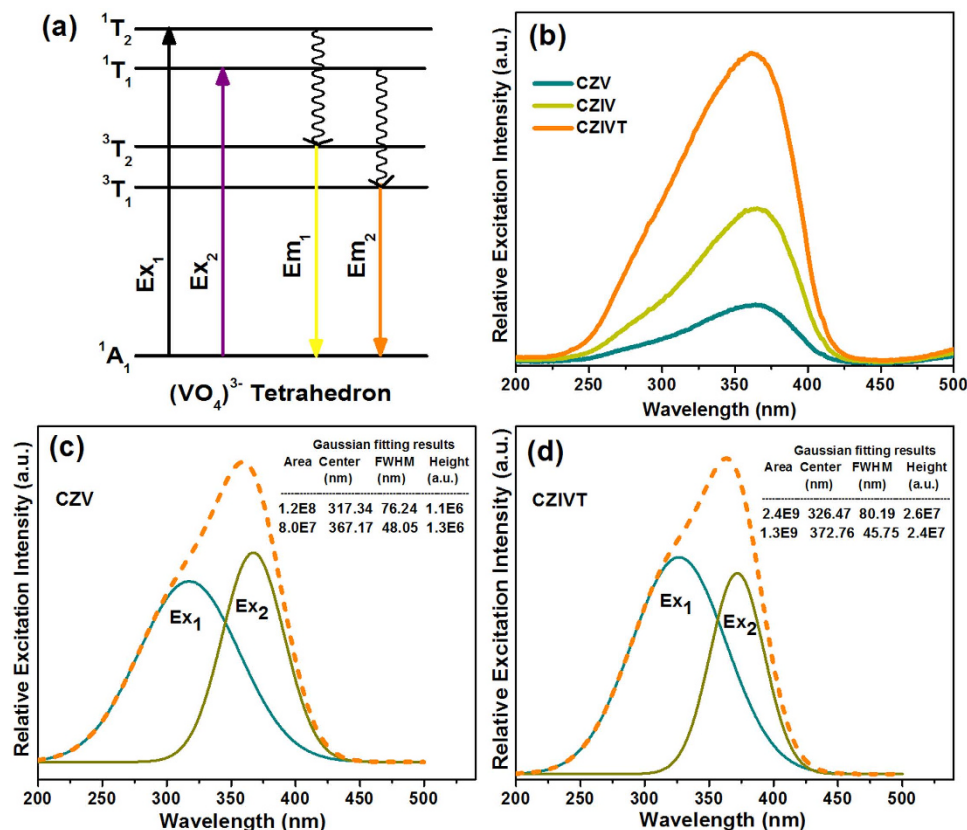 (a)
¹T₂
¹T₁
³T₂
³T₁
¹A₁
Ex₁
Ex₂
Em₁
Em₂
(VO₄)³⁻ Tetrahedron
(b)
CZV
CZIV
CZIVT
Relative Excitation Intensity (a.u.)
200 250 300 350 400 450 500
Wavelength (nm)
(c)
Gaussian fitting results
Area Center FWHM Height
(nm) (nm) (a.u.)
1.2E8 317.34 76.24 1.1E6
8.0E7 367.17 48.05 1.3E6
Ex₁
Ex₂
CZV
Relative Excitation Intensity (a.u.)
200 250 300 350 400 450 500
Wavelength (nm)
(d)
Gaussian fitting results
Area Center FWHM Height
(nm) (nm) (a.u.)
2.4E9 326.47 80.19 2.6E7
1.3E9 372.76 45.75 2.4E7
Ex₁
Ex₂
CZIVT
Relative Excitation Intensity (a.u.)
200 250 300 350 400 450 500
Wavelength (nm)